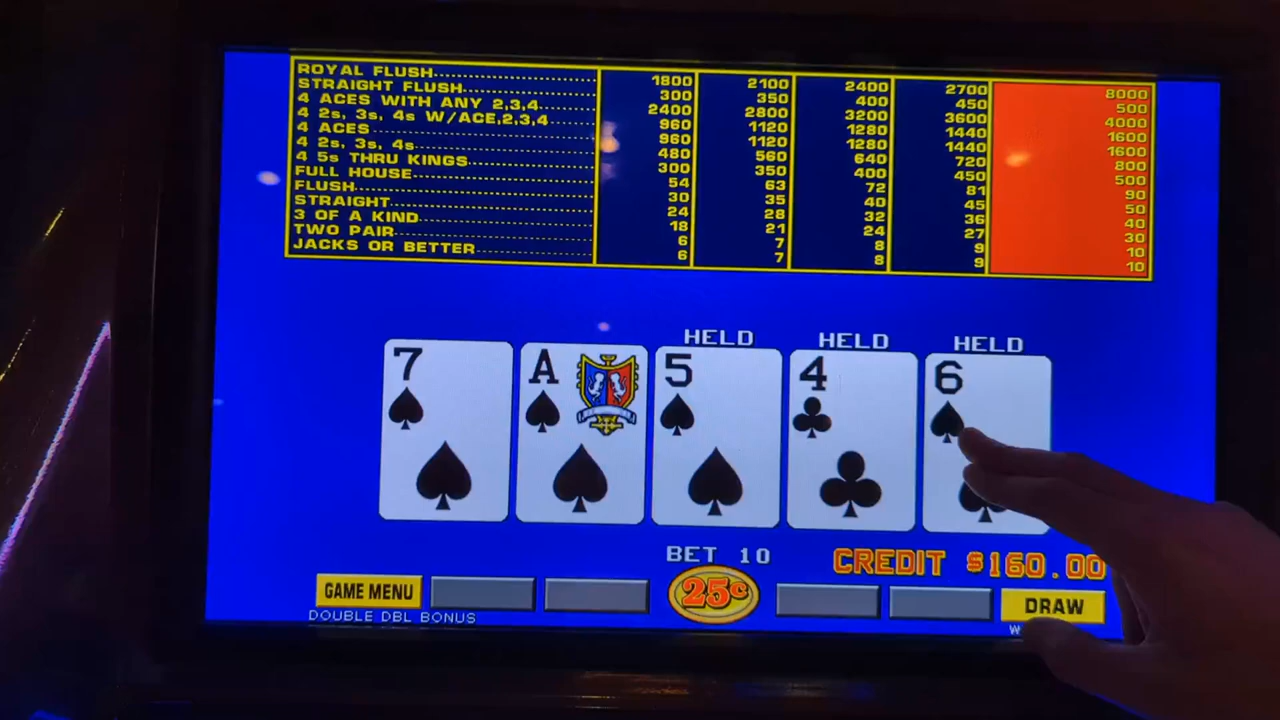 ROYAL FLUSH 1800 2100 2400 2700 8000
STRAIGHT FLUSH 300 350 400 450 500
4 ACES WITH ANY 2,3,4 2400 2800 3200 3600 4000
4 2s, 3s, 4s W/ACE,2,3,4 960 1120 1280 1440 1600
4 ACES 960 1120 1280 1440 1600
4 2s, 3s, 4s 480 560 640 720 800
4 5s THRU KINGS 300 350 400 450 500
FULL HOUSE 54 63 72 81 90
FLUSH 30 35 40 45 50
STRAIGHT 24 28 32 36 40
3 OF A KIND 18 21 24 27 30
TWO PAIR 6 7 8 9 10
JACKS OR BETTER 6 7 8 9 10
HELD HELD HELD
7 A 5 4 6
BET 10 CREDIT $160.00
GAME MENU 25¢ DRAW
DOUBLE DBL BONUS W